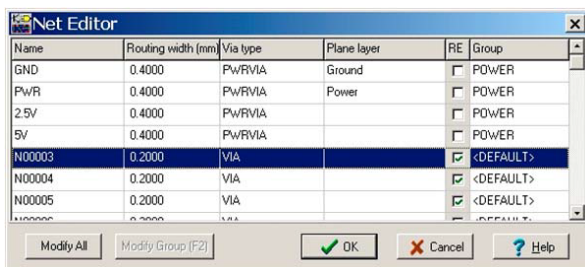 Net Editor
Name Routing width (mm) Via type Plane layer RE Group
GND 0.4000 PWRVIA Ground POWER
PWR 0.4000 PWRVIA Power POWER
2.5V 0.4000 PWRVIA POWER
5V 0.4000 PWRVIA POWER
N00003 0.2000 VIA <DEFAULT>
N00004 0.2000 VIA <DEFAULT>
N00005 0.2000 VIA <DEFAULT>
Modify All Modify Group (F2) OK Cancel Help